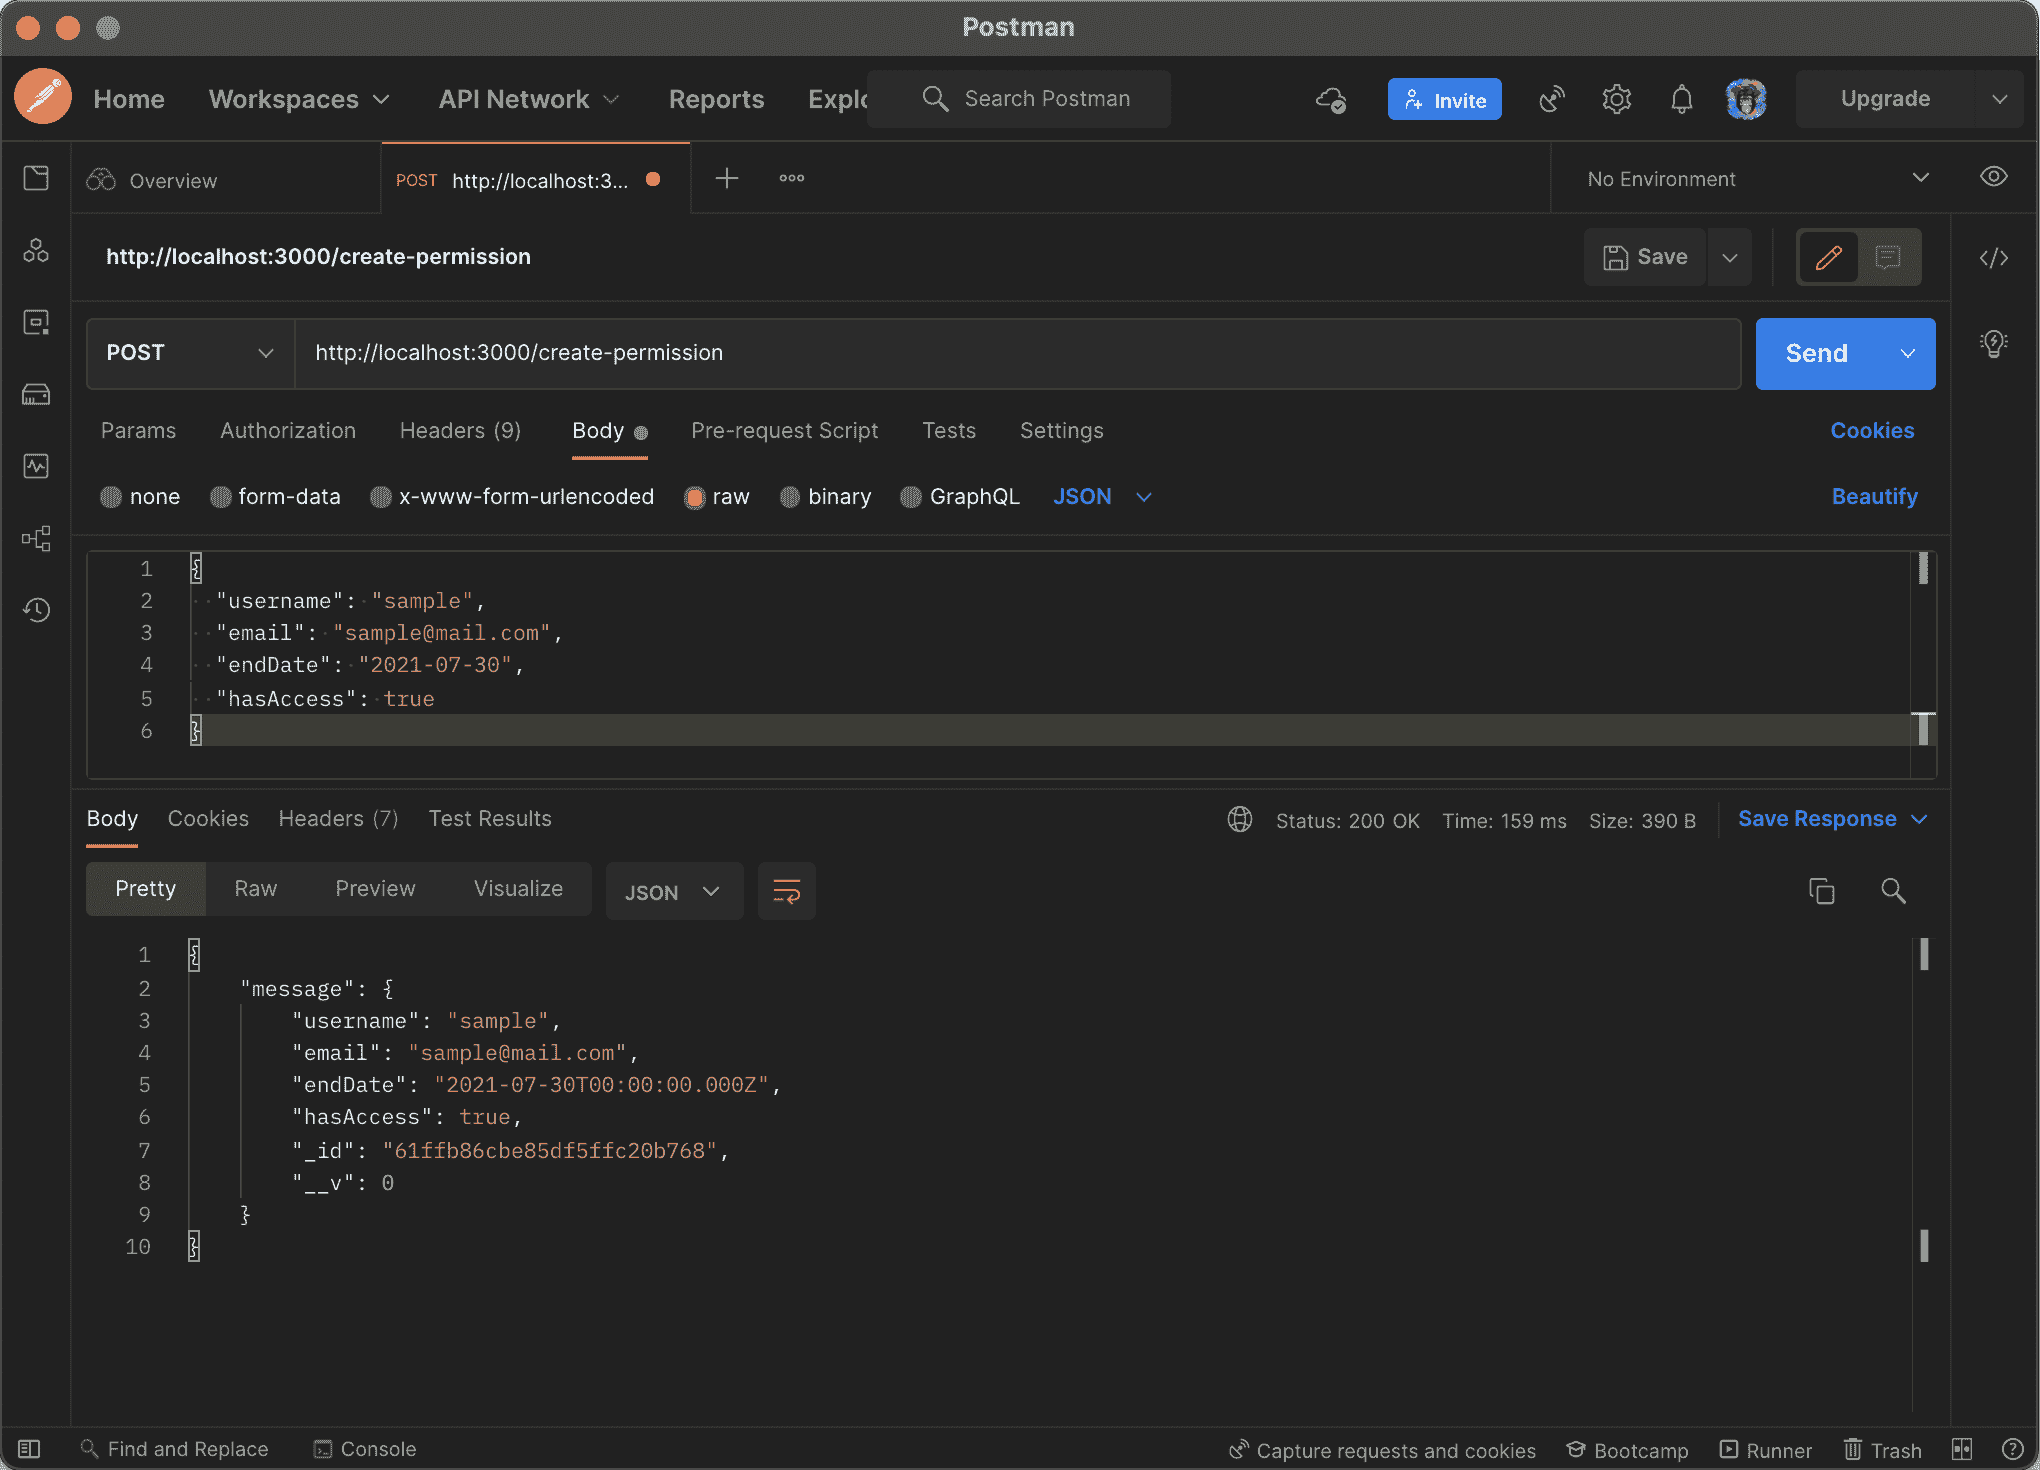 Postman
Home Workspaces API Network Reports Explo Search Postman Invite Upgrade
Overview POST http://localhost:3... No Environment
http://localhost:3000/create-permission Save
POST http://localhost:3000/create-permission Send
Params Authorization Headers (9) Body Pre-request Script Tests Settings Cookies
none form-data x-www-form-urlencoded raw binary GraphQL JSON Beautify
1 {
2 "username": "sample",
3 "email": "sample@mail.com",
4 "endDate": "2021-07-30",
5 "hasAccess": true
6 }
Body Cookies Headers (7) Test Results Status: 200 OK Time: 159 ms Size: 390 B Save Response
Pretty Raw Preview Visualize JSON
1 {
2 "message": {
3 "username": "sample",
4 "email": "sample@mail.com",
5 "endDate": "2021-07-30T00:00:00.000Z",
6 "hasAccess": true,
7 "_id": "61ffb86cbe85df5ffc20b768",
8 "__v": 0
9 }
10 }
Find and Replace Console Capture requests and cookies Bootcamp Runner Trash